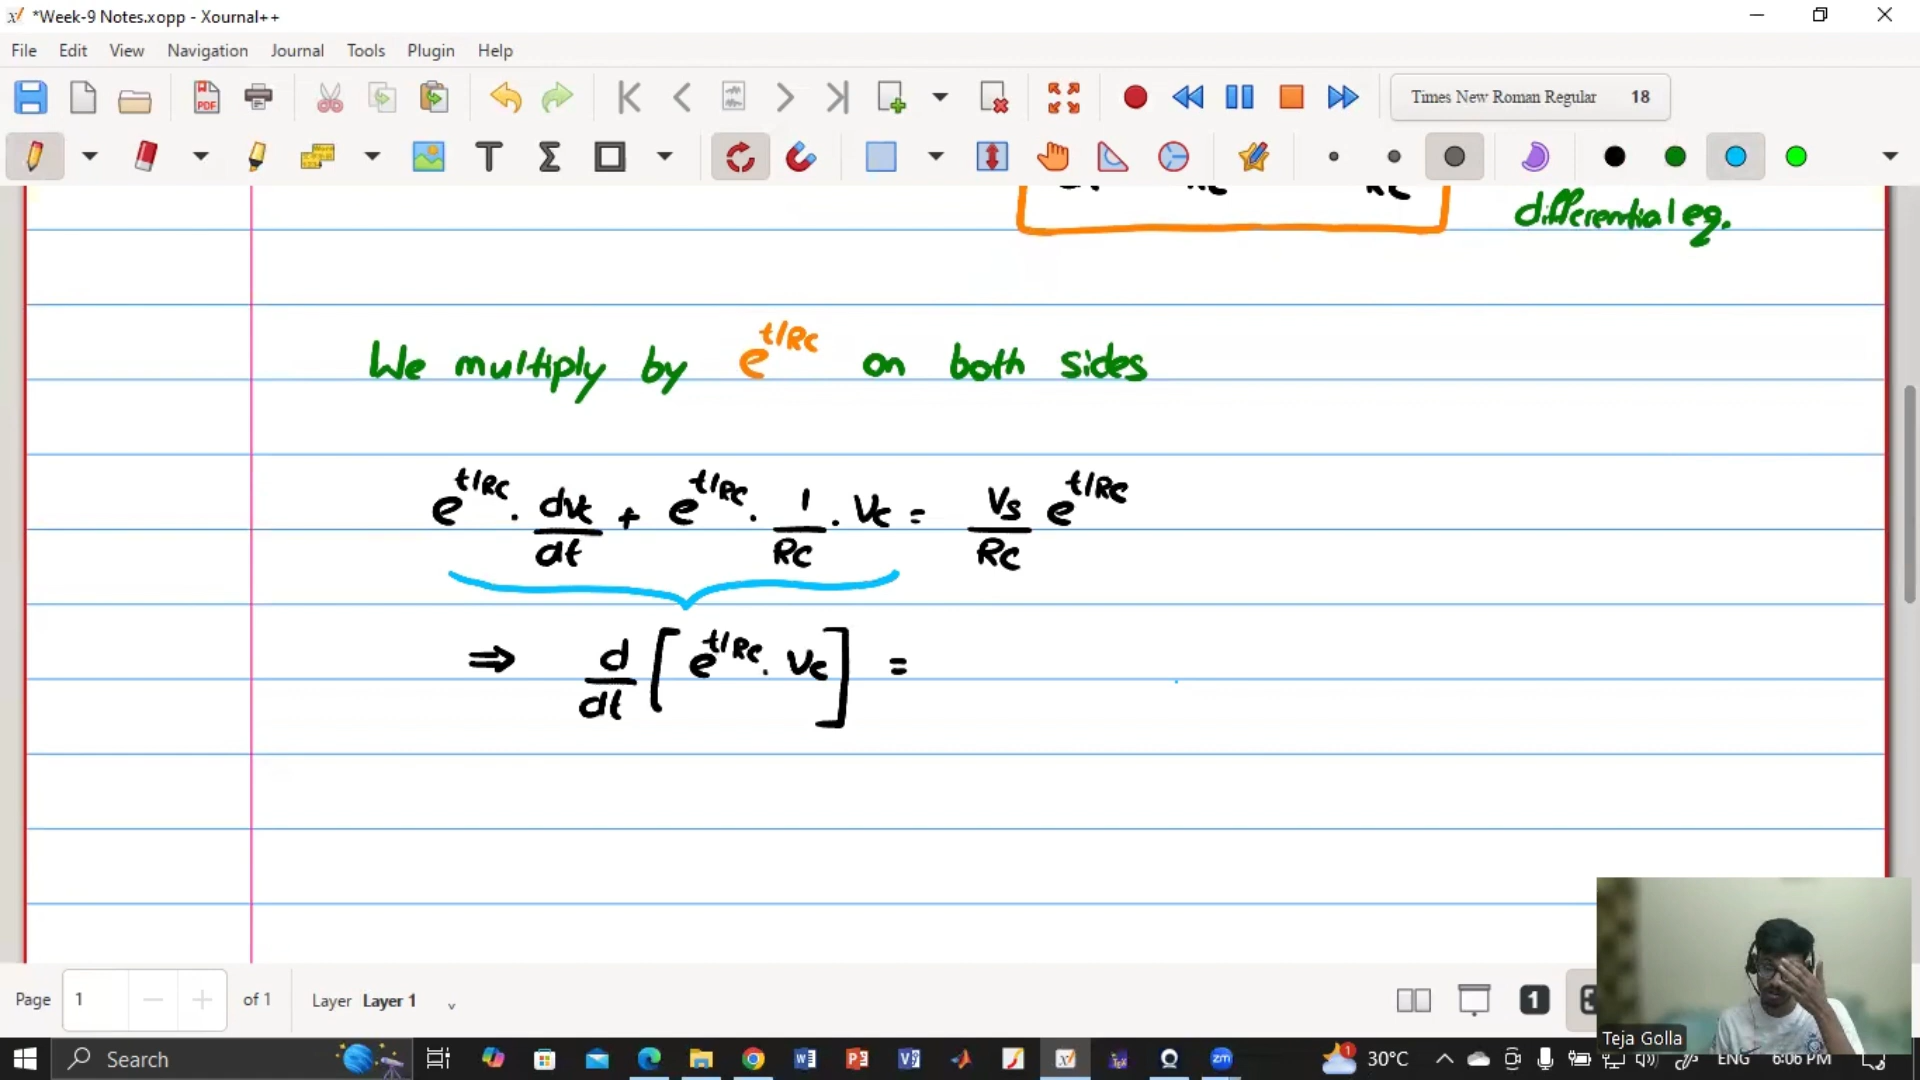 *Week-9 Notes.xopp - Xournal++
File Edit View Navigation Journal Tools Plugin Help
Times New Roman Regular 18
differential eq.
We multiply by e^{t/RC} on both sides
e^{t/RC} · dvc/dt + e^{t/RC} · 1/RC · Vc = Vs/RC e^{t/RC}
⇒ d/dt [ e^{t/RC} · Vc ] =
Page 1 of 1 Layer Layer 1
1
Teja Golla
Search 30°C ENG 6:06 PM